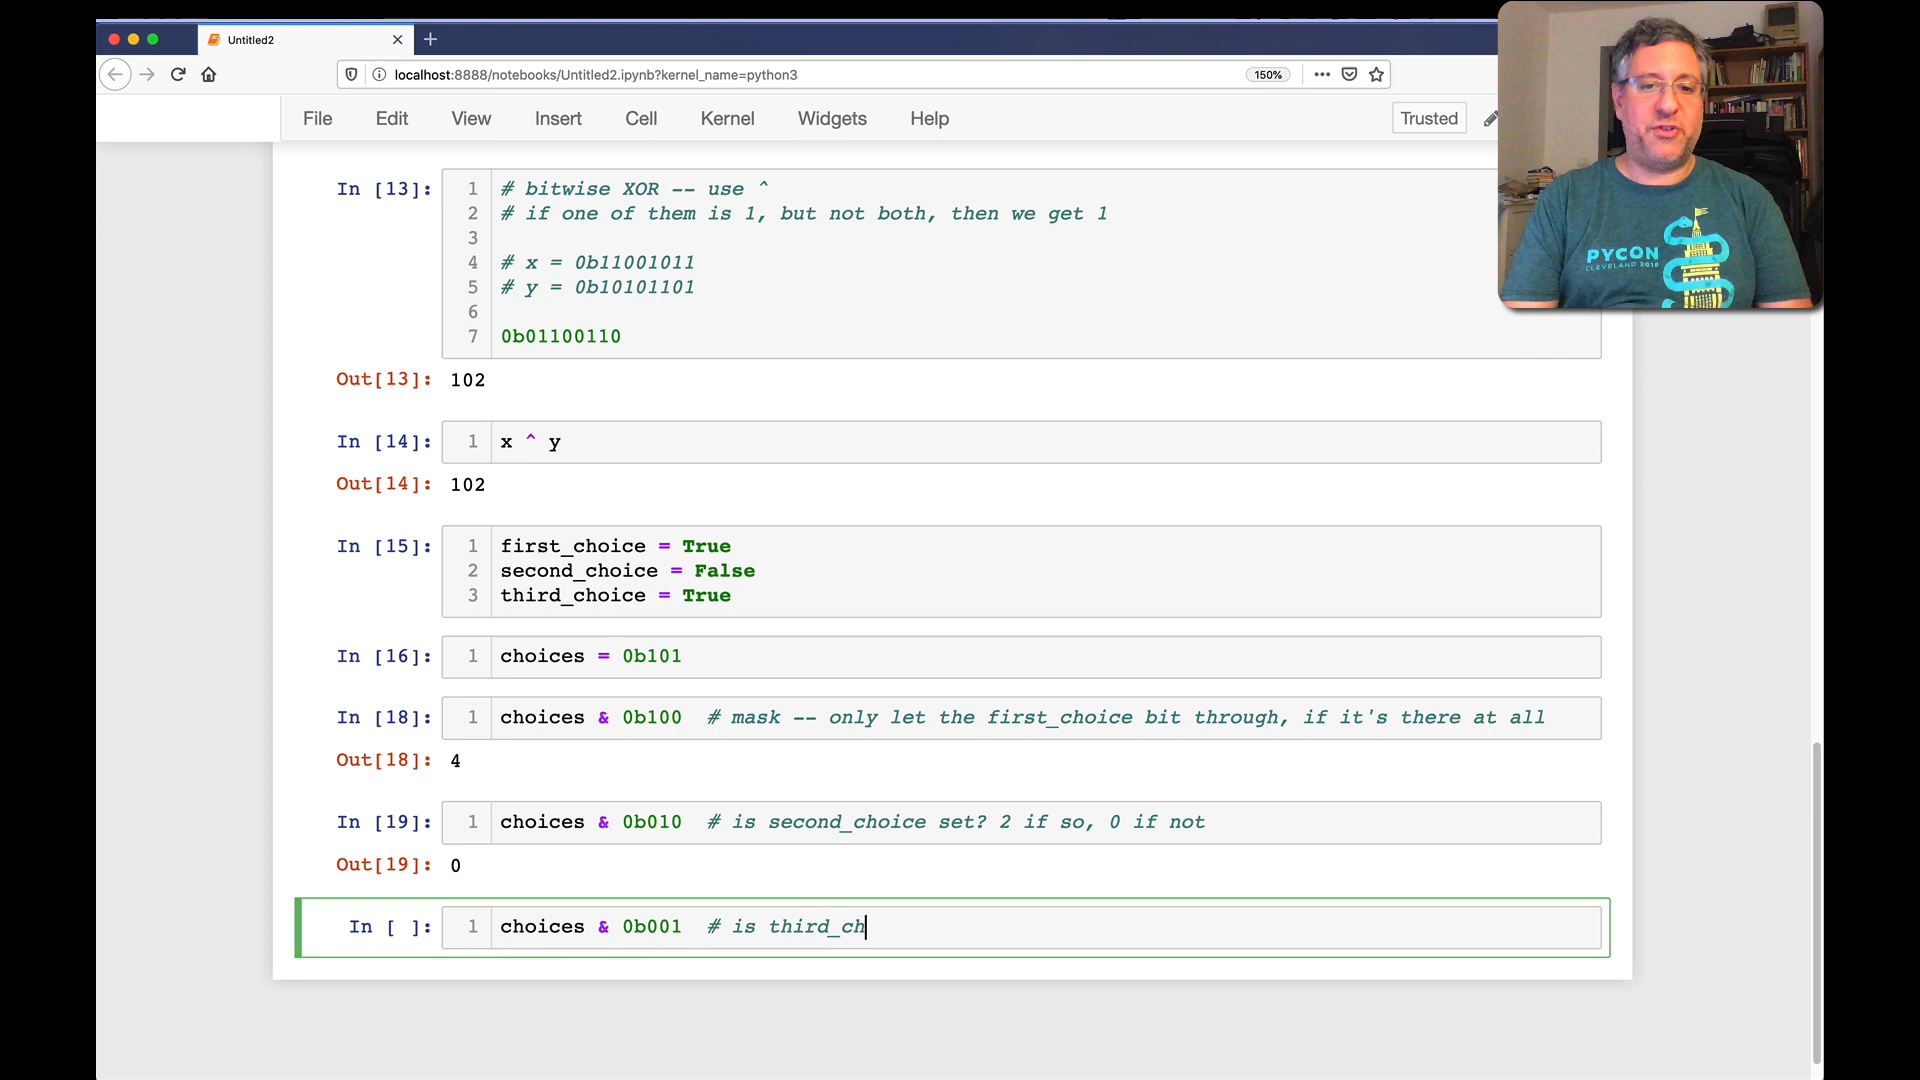 Untitled2
localhost:8888/notebooks/Untitled2.ipynb?kernel_name=python3
150%
File Edit View Insert Cell Kernel Widgets Help
Trusted
PYCON
CLEVELAND 2018
In [13]:
1 # bitwise XOR -- use ^
2 # if one of them is 1, but not both, then we get 1
3
4 # x = 0b11001011
5 # y = 0b10101101
6
7 0b01100110
Out[13]: 102
In [14]: 1 x ^ y
Out[14]: 102
In [15]: 1 first_choice = True
2 second_choice = False
3 third_choice = True
In [16]: 1 choices = 0b101
In [18]: 1 choices & 0b100 # mask -- only let the first_choice bit through, if it's there at all
Out[18]: 4
In [19]: 1 choices & 0b010 # is second_choice set? 2 if so, 0 if not
Out[19]: 0
In [ ]: 1 choices & 0b001 # is third_ch